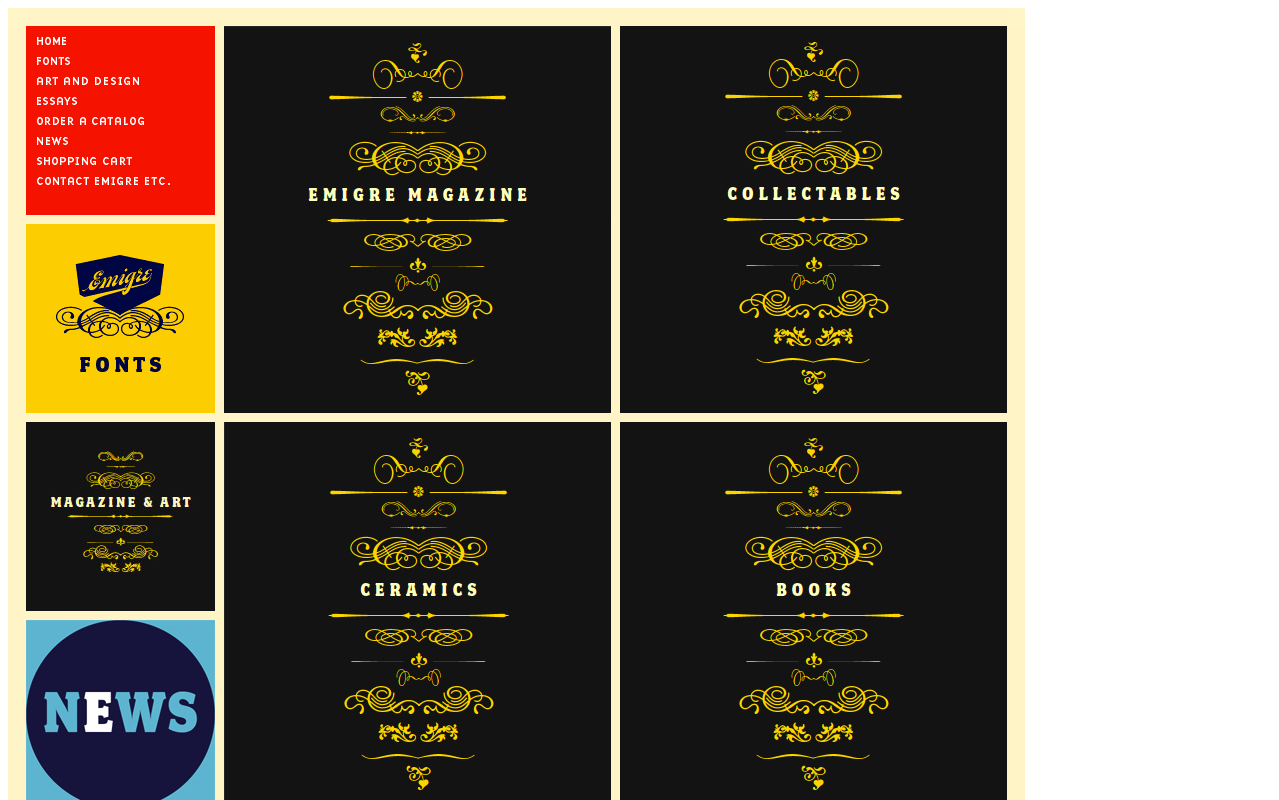 HOME
FONTS
ART AND DESIGN
ESSAYS
ORDER A CATALOG
NEWS
SHOPPING CART
CONTACT EMIGRE ETC.
EMIGRE MAGAZINE
COLLECTABLES
Emigre
FONTS
MAGAZINE & ART
CERAMICS
BOOKS
NEWS